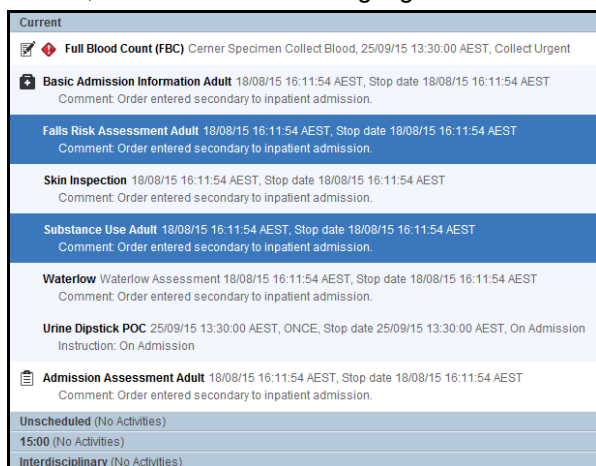 Current
Full Blood Count (FBC) Cerner Specimen Collect Blood, 25/09/15 13:30:00 AEST, Collect Urgent
Basic Admission Information Adult 18/08/15 16:11:54 AEST, Stop date 18/08/15 16:11:54 AEST
Comment: Order entered secondary to inpatient admission.
Falls Risk Assessment Adult 18/08/15 16:11:54 AEST, Stop date 18/08/15 16:11:54 AEST
Comment: Order entered secondary to inpatient admission.
Skin Inspection 18/08/15 16:11:54 AEST, Stop date 18/08/15 16:11:54 AEST
Comment: Order entered secondary to inpatient admission.
Substance Use Adult 18/08/15 16:11:54 AEST, Stop date 18/08/15 16:11:54 AEST
Comment: Order entered secondary to inpatient admission.
Waterlow Waterlow Assessment 18/08/15 16:11:54 AEST, Stop date 18/08/15 16:11:54 AEST
Comment: Order entered secondary to inpatient admission.
Urine Dipstick POC 25/09/15 13:30:00 AEST, ONCE, Stop date 25/09/15 13:30:00 AEST, On Admission
Instruction: On Admission
Admission Assessment Adult 18/08/15 16:11:54 AEST, Stop date 18/08/15 16:11:54 AEST
Comment: Order entered secondary to inpatient admission.
Unscheduled (No Activities)
15:00 (No Activities)
Interdisciplinary (No Activities)